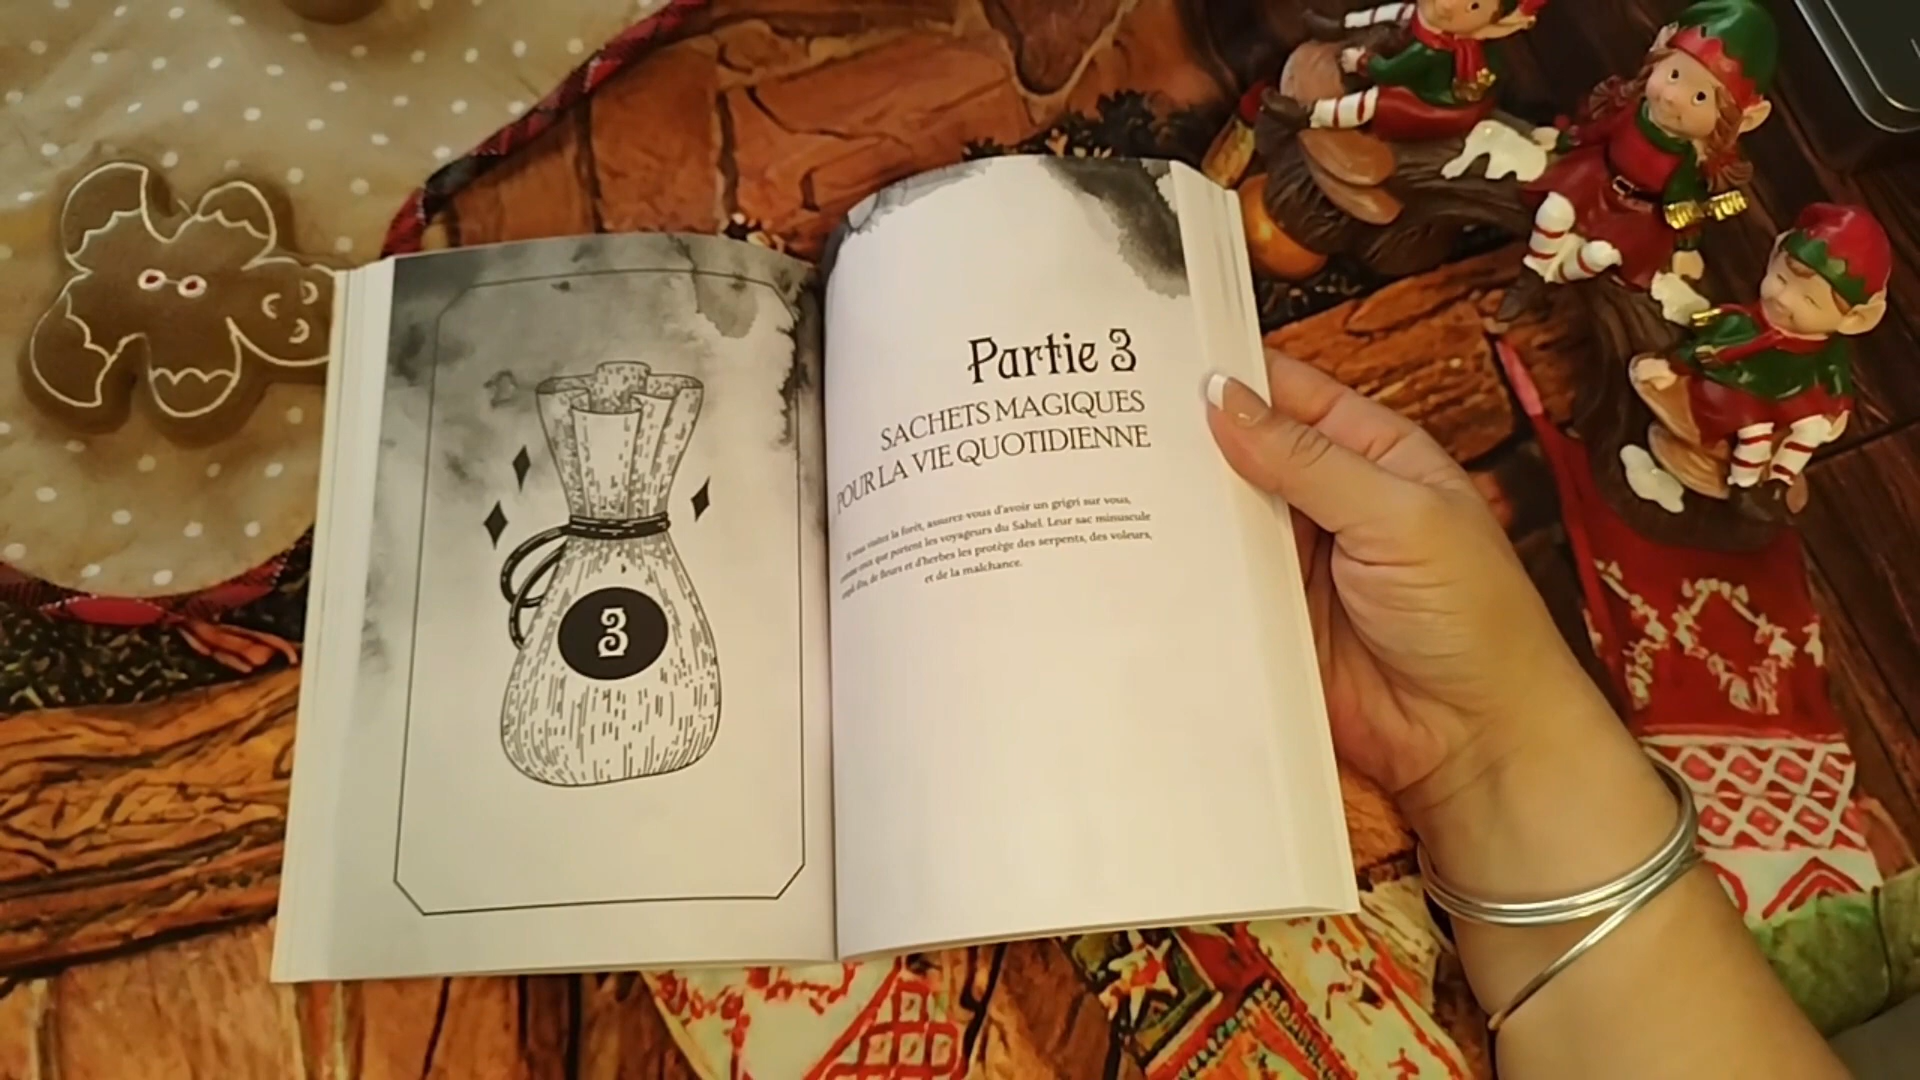 3
Partie 3
SACHETS MAGIQUES
POUR LA VIE QUOTIDIENNE
Si vous visitez la forêt, assurez-vous d'avoir un grigri sur vous,
comme ceux que portent les voyageurs du Sahel. Leur sac minuscule
rempli d'os, de fleurs et d'herbes les protège des serpents, des voleurs,
et de la malchance.